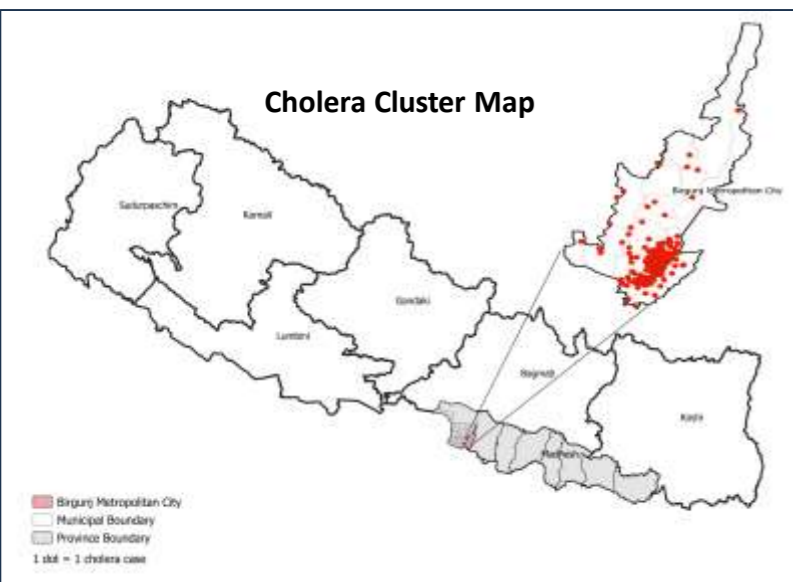 Cholera Cluster Map
Birgunj Metropolitan City
Sudurpaschim
Karnali
Gandaki
Lumbini
Bagmati
Koshi
Madhesh
Birgunj Metropolitan City
Municipal Boundary
Province Boundary
1 dot = 1 cholera case